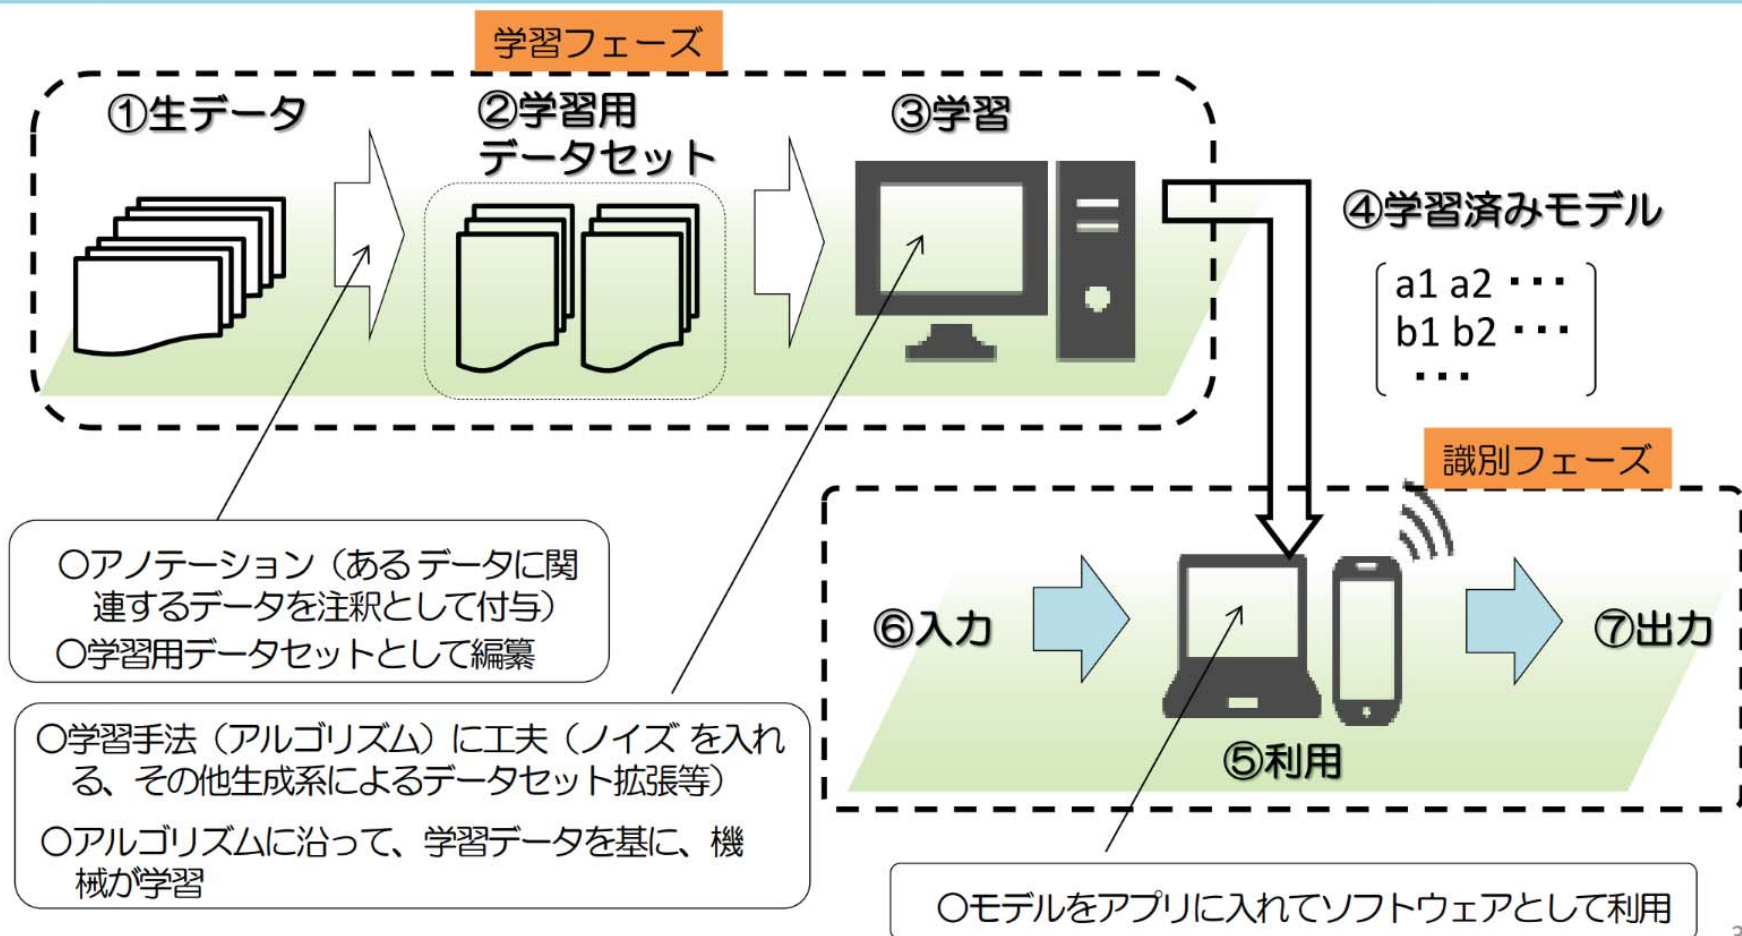 学習フェーズ
①生データ
②学習用
データセット
③学習
④学習済みモデル
a1 a2 ・・・
b1 b2 ・・・
・・・
識別フェーズ
〇アノテーション（あるデータに関
連するデータを注釈として付与）
〇学習用データセットとして編纂
⑥入力
⑦出力
⑤利用
〇学習手法（アルゴリズム）に工夫（ノイズ を入れ
る、その他生成系によるデータセット拡張等）
〇アルゴリズムに沿って、学習データを基に、機
械が学習
〇モデルをアプリに入れてソフトウェアとして利用